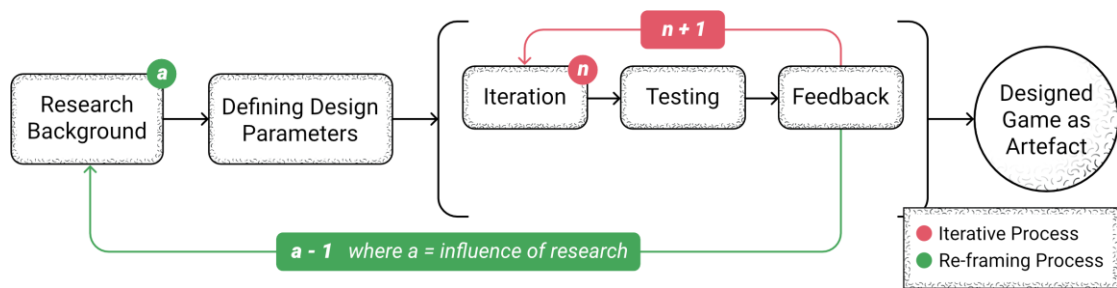 n + 1
a
n
Research
Background
Defining Design
Parameters
Iteration
Testing
Feedback
Designed
Game as
Artefact
a - 1 where a = influence of research
Iterative Process
Re-framing Process